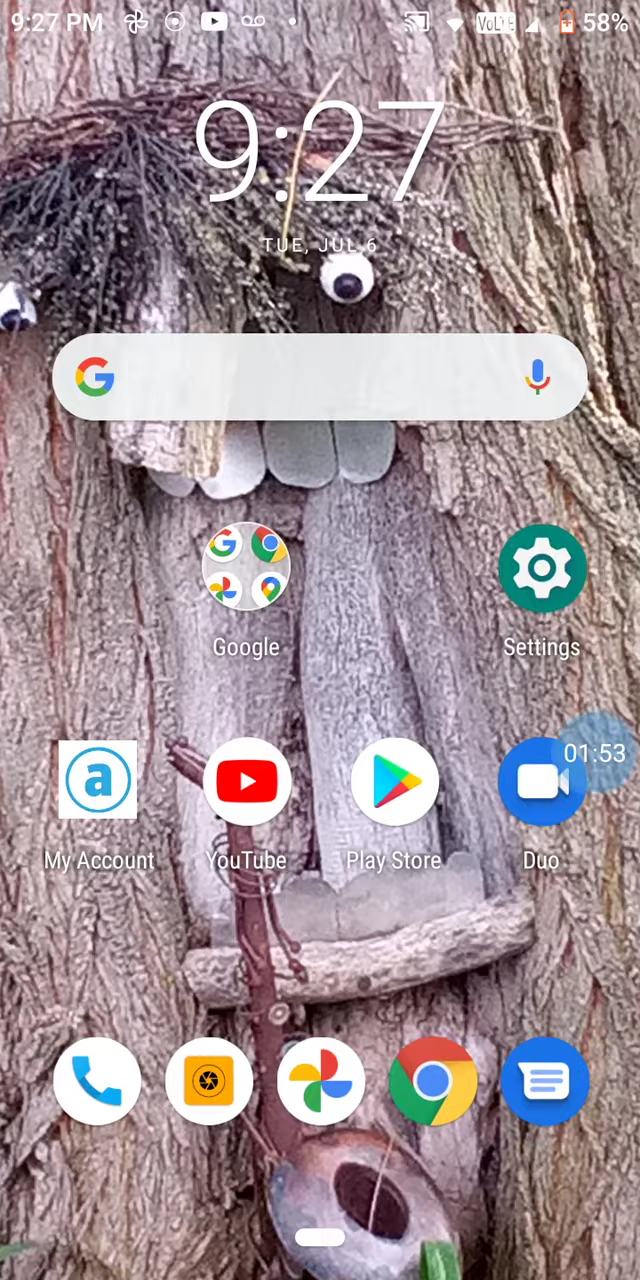 9:27 PM VoLTE 58%
9:27
TUE, JUL 6
Google
Settings
01:53
My Account
YouTube
Play Store
Duo